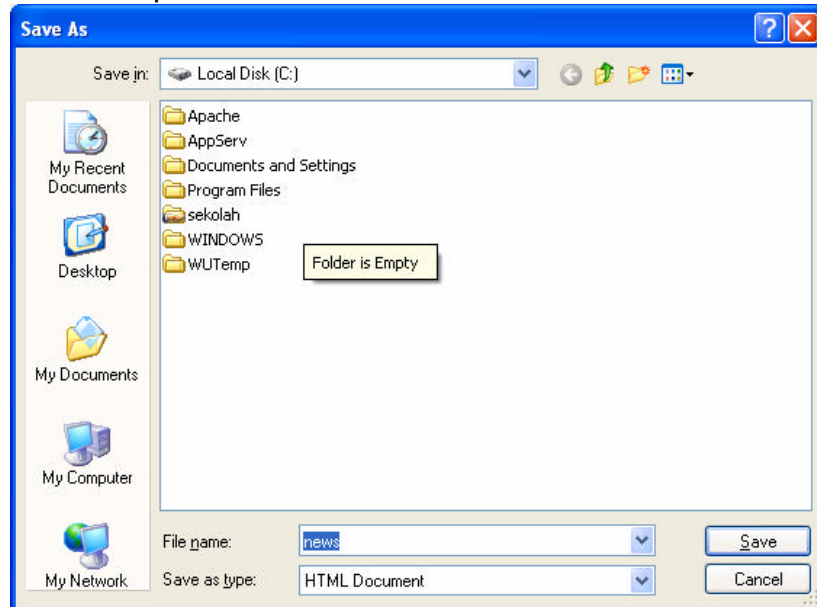 Save As
Save in: Local Disk (C:)
My Recent
Documents
Desktop
My Documents
My Computer
My Network
Apache
AppServ
Documents and Settings
Program Files
sekolah
WINDOWS
WUTemp
Folder is Empty
File name: news
Save
Save as type: HTML Document
Cancel